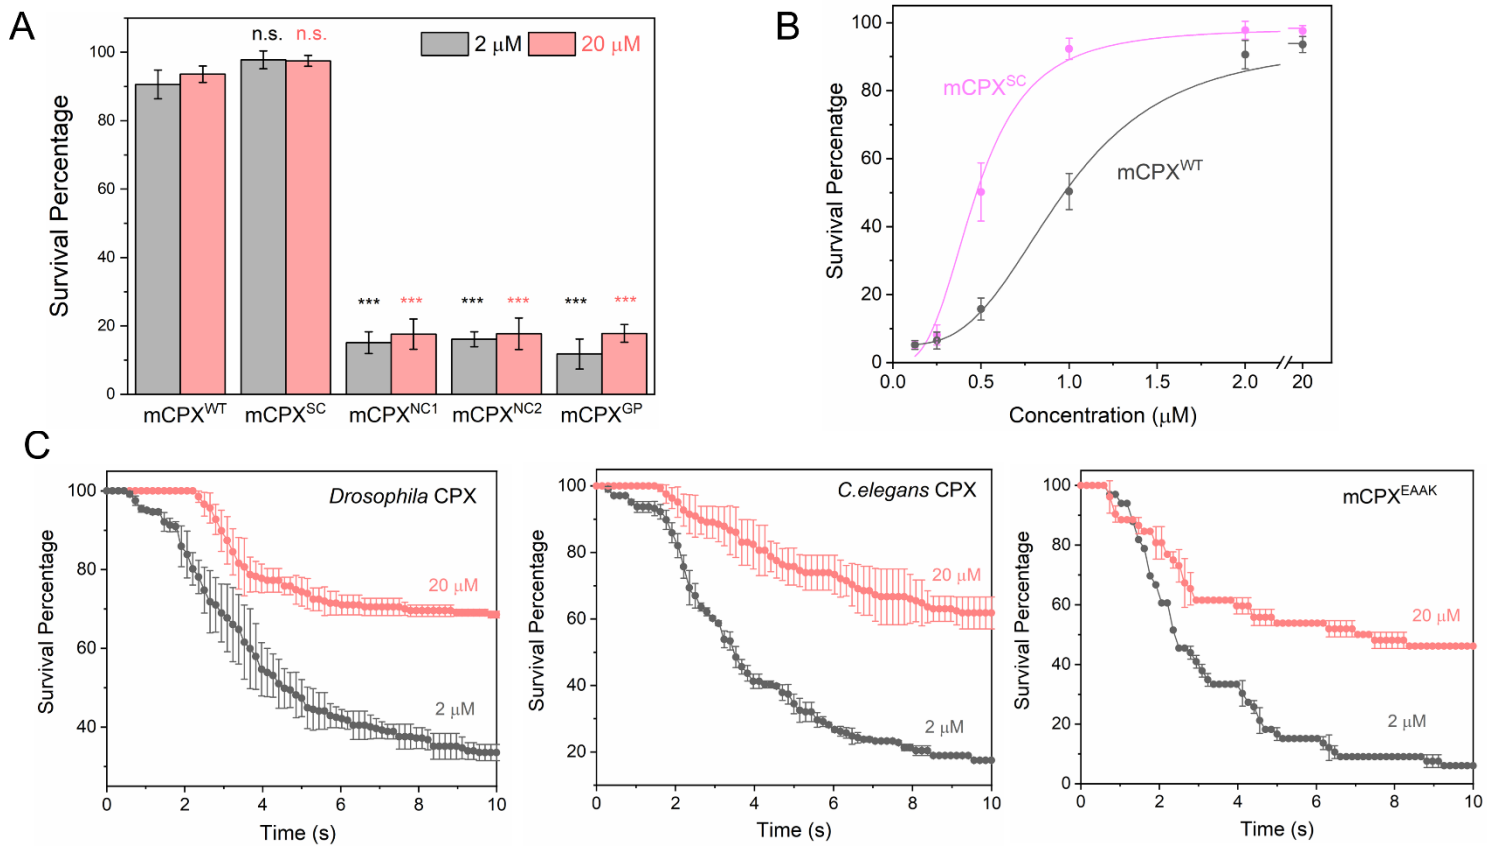 A
Survival Percentage
100
80
60
40
20
0
n.s. n.s.
2 μM
20 μM
*** *** *** *** *** ***
mCPX^WT mCPX^SC mCPX^NC1 mCPX^NC2 mCPX^GP
B
Survival Percenatge
100
80
60
40
20
0
mCPX^SC
mCPX^WT
0.0 0.5 1.0 1.5 2.0 20
Concentration (μM)
C
Survival Percentage
100
80
60
40
Drosophila CPX
20 μM
2 μM
0 2 4 6 8 10
Time (s)
Survival Percentage
100
80
60
40
20
C.elegans CPX
20 μM
2 μM
0 2 4 6 8 10
Time (s)
Survival Percentage
100
80
60
40
20
0
mCPX^EAAK
20 μM
2 μM
0 2 4 6 8 10
Time (s)